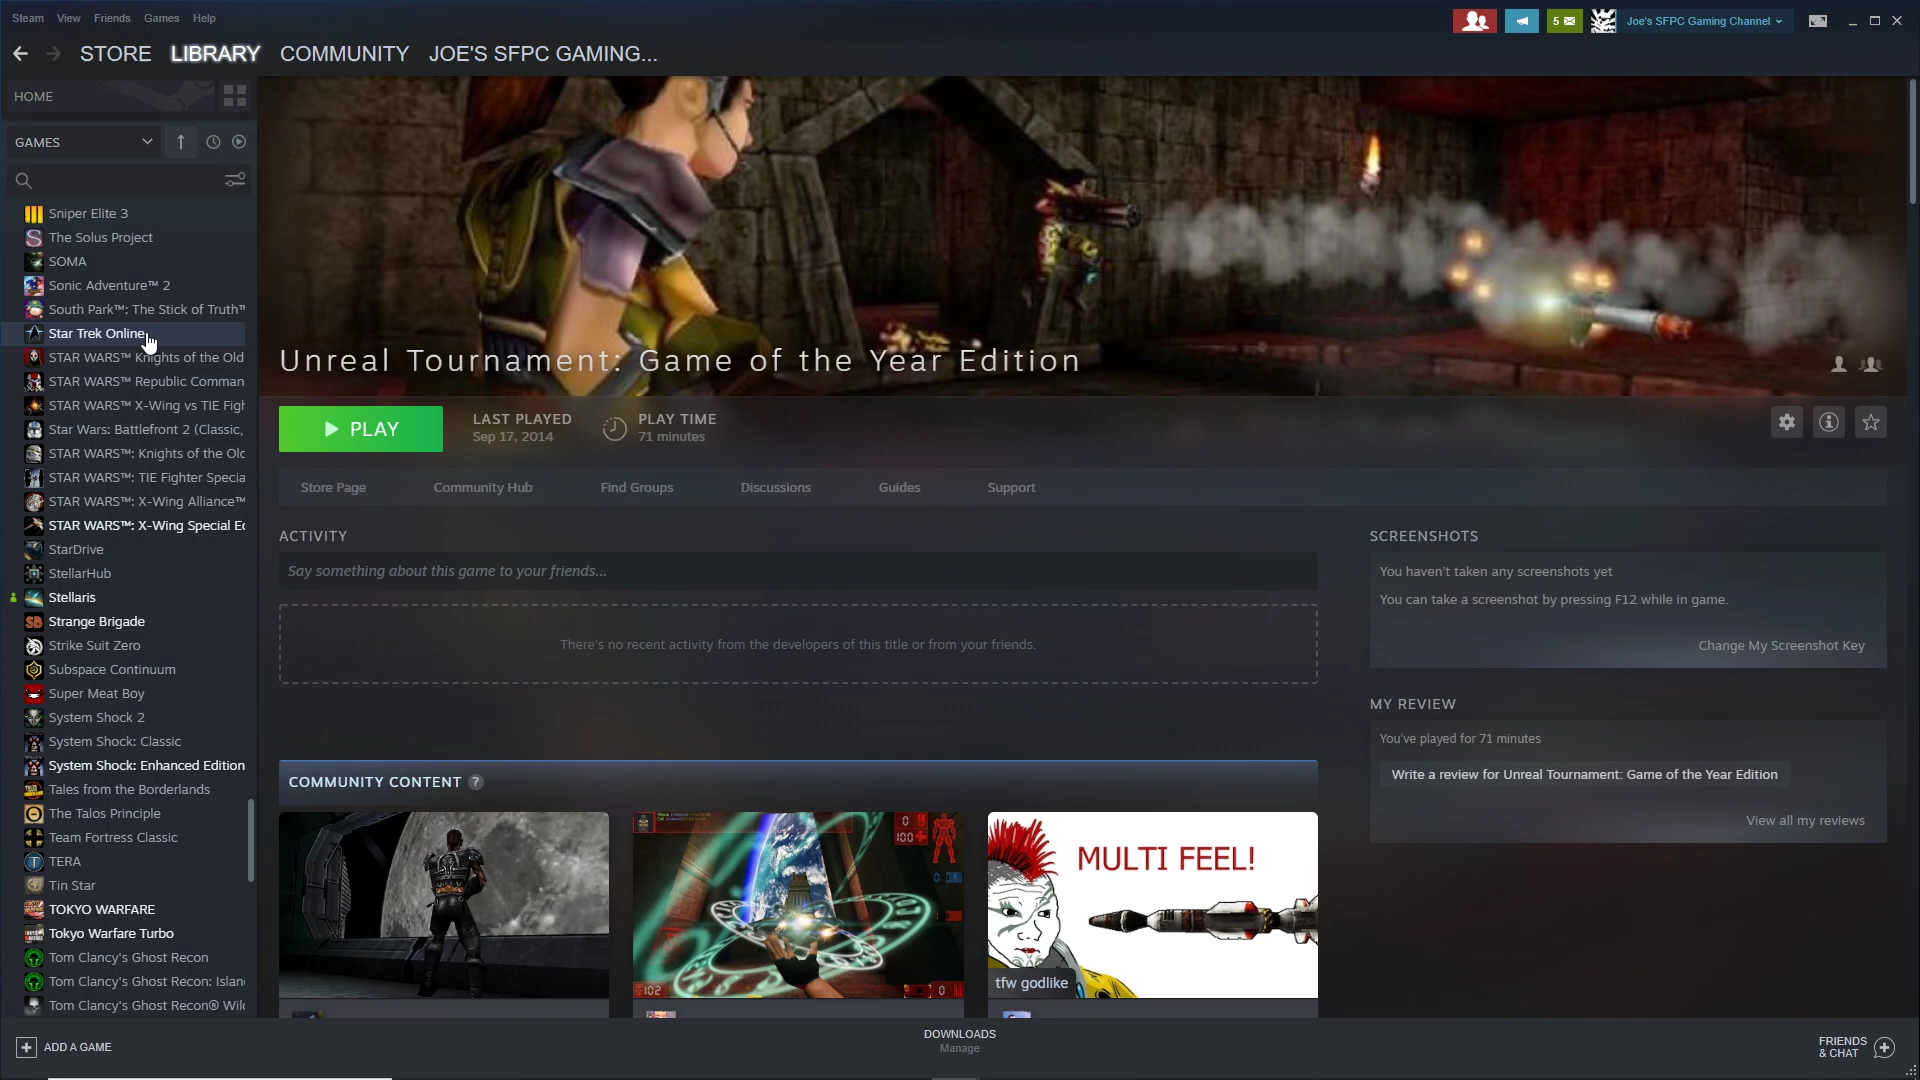 Steam View Friends Games Help
5
Joe's SFPC Gaming Channel
STORE LIBRARY COMMUNITY JOE'S SFPC GAMING...
HOME
GAMES
Sniper Elite 3
The Solus Project
SOMA
Sonic Adventure™ 2
South Park™: The Stick of Truth™
Star Trek Online
STAR WARS™ Knights of the Old
STAR WARS™ Republic Comman
STAR WARS™ X-Wing vs TIE Figh
Star Wars: Battlefront 2 (Classic,
STAR WARS™: Knights of the Old
STAR WARS™: TIE Fighter Specia
STAR WARS™: X-Wing Alliance™
STAR WARS™: X-Wing Special Ed
StarDrive
StellarHub
Stellaris
Strange Brigade
Strike Suit Zero
Subspace Continuum
Super Meat Boy
System Shock 2
System Shock: Classic
System Shock: Enhanced Edition
Tales from the Borderlands
The Talos Principle
Team Fortress Classic
TERA
Tin Star
TOKYO WARFARE
Tokyo Warfare Turbo
Tom Clancy's Ghost Recon
Tom Clancy's Ghost Recon: Islan
Tom Clancy's Ghost Recon® Wil
Unreal Tournament: Game of the Year Edition
PLAY
LAST PLAYED
Sep 17, 2014
PLAY TIME
71 minutes
Store Page Community Hub Find Groups Discussions Guides Support
ACTIVITY
Say something about this game to your friends...
There's no recent activity from the developers of this title or from your friends.
SCREENSHOTS
You haven't taken any screenshots yet
You can take a screenshot by pressing F12 while in game.
Change My Screenshot Key
MY REVIEW
You've played for 71 minutes
Write a review for Unreal Tournament: Game of the Year Edition
View all my reviews
COMMUNITY CONTENT ?
0
100
0
102
0
MULTI FEEL!
tfw godlike
ADD A GAME
DOWNLOADS
Manage
FRIENDS
& CHAT